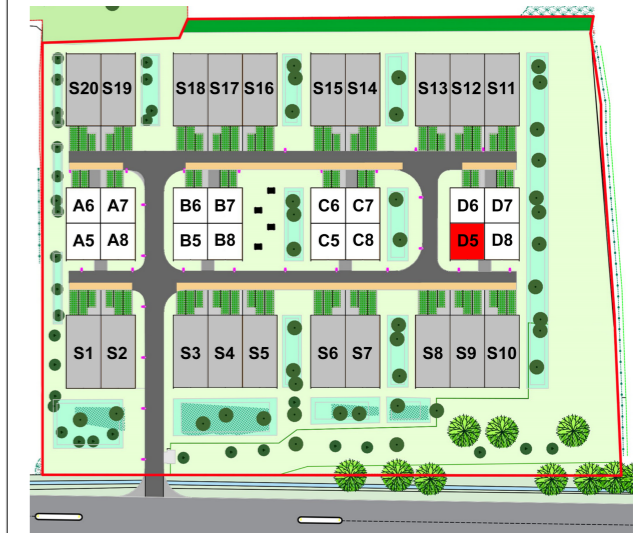 S20 S19 S18 S17 S16 S15 S14 S13 S12 S11
A6 A7 B6 B7 C6 C7 D6 D7
A5 A8 B5 B8 C5 C8 D5 D8
S1 S2 S3 S4 S5 S6 S7 S8 S9 S10